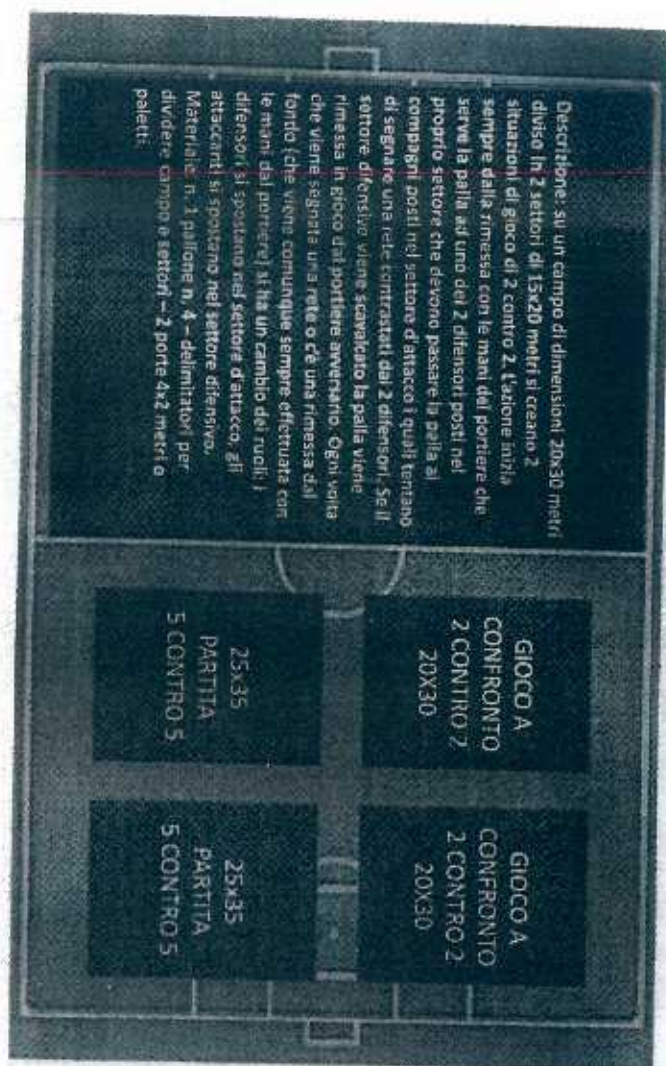 Descrizione: su un campo di dimensioni 20x30 metri
diviso in 2 settori di 15x20 metri si creano 2
situazioni di gioco di 2 contro 2. L'azione inizia
sempre dalla rimessa con le mani del portiere che
serve la palla ad uno dei 2 difensori posti nel
proprio settore che devono passare la palla ai
compagni posti nel settore d'attacco i quali tentano
di segnare una rete contrastati dai 2 difensori. Se il
settore difensivo viene scavalcato la palla viene
rimessa in gioco dal portiere avversario. Ogni volta
che viene segnata una rete o c'è una rimessa dal
fondo (che viene comunque sempre effettuata con
le mani dal portiere) si ha un cambio dei ruoli: i
difensori si spostano nel settore d'attacco, gli
attaccanti si spostano nel settore difensivo.
Materiale: n. 1 pallone n. 4 – delimitatori per
dividere campo e settori – 2 porte 4x2 metri o
paletti
GIOCO A
CONFRONTO
2 CONTRO 2
20X30
GIOCO A
CONFRONTO
2 CONTRO 2
20X30
25x35
PARTITA
5 CONTRO 5
25x35
PARTITA
5 CONTRO 5